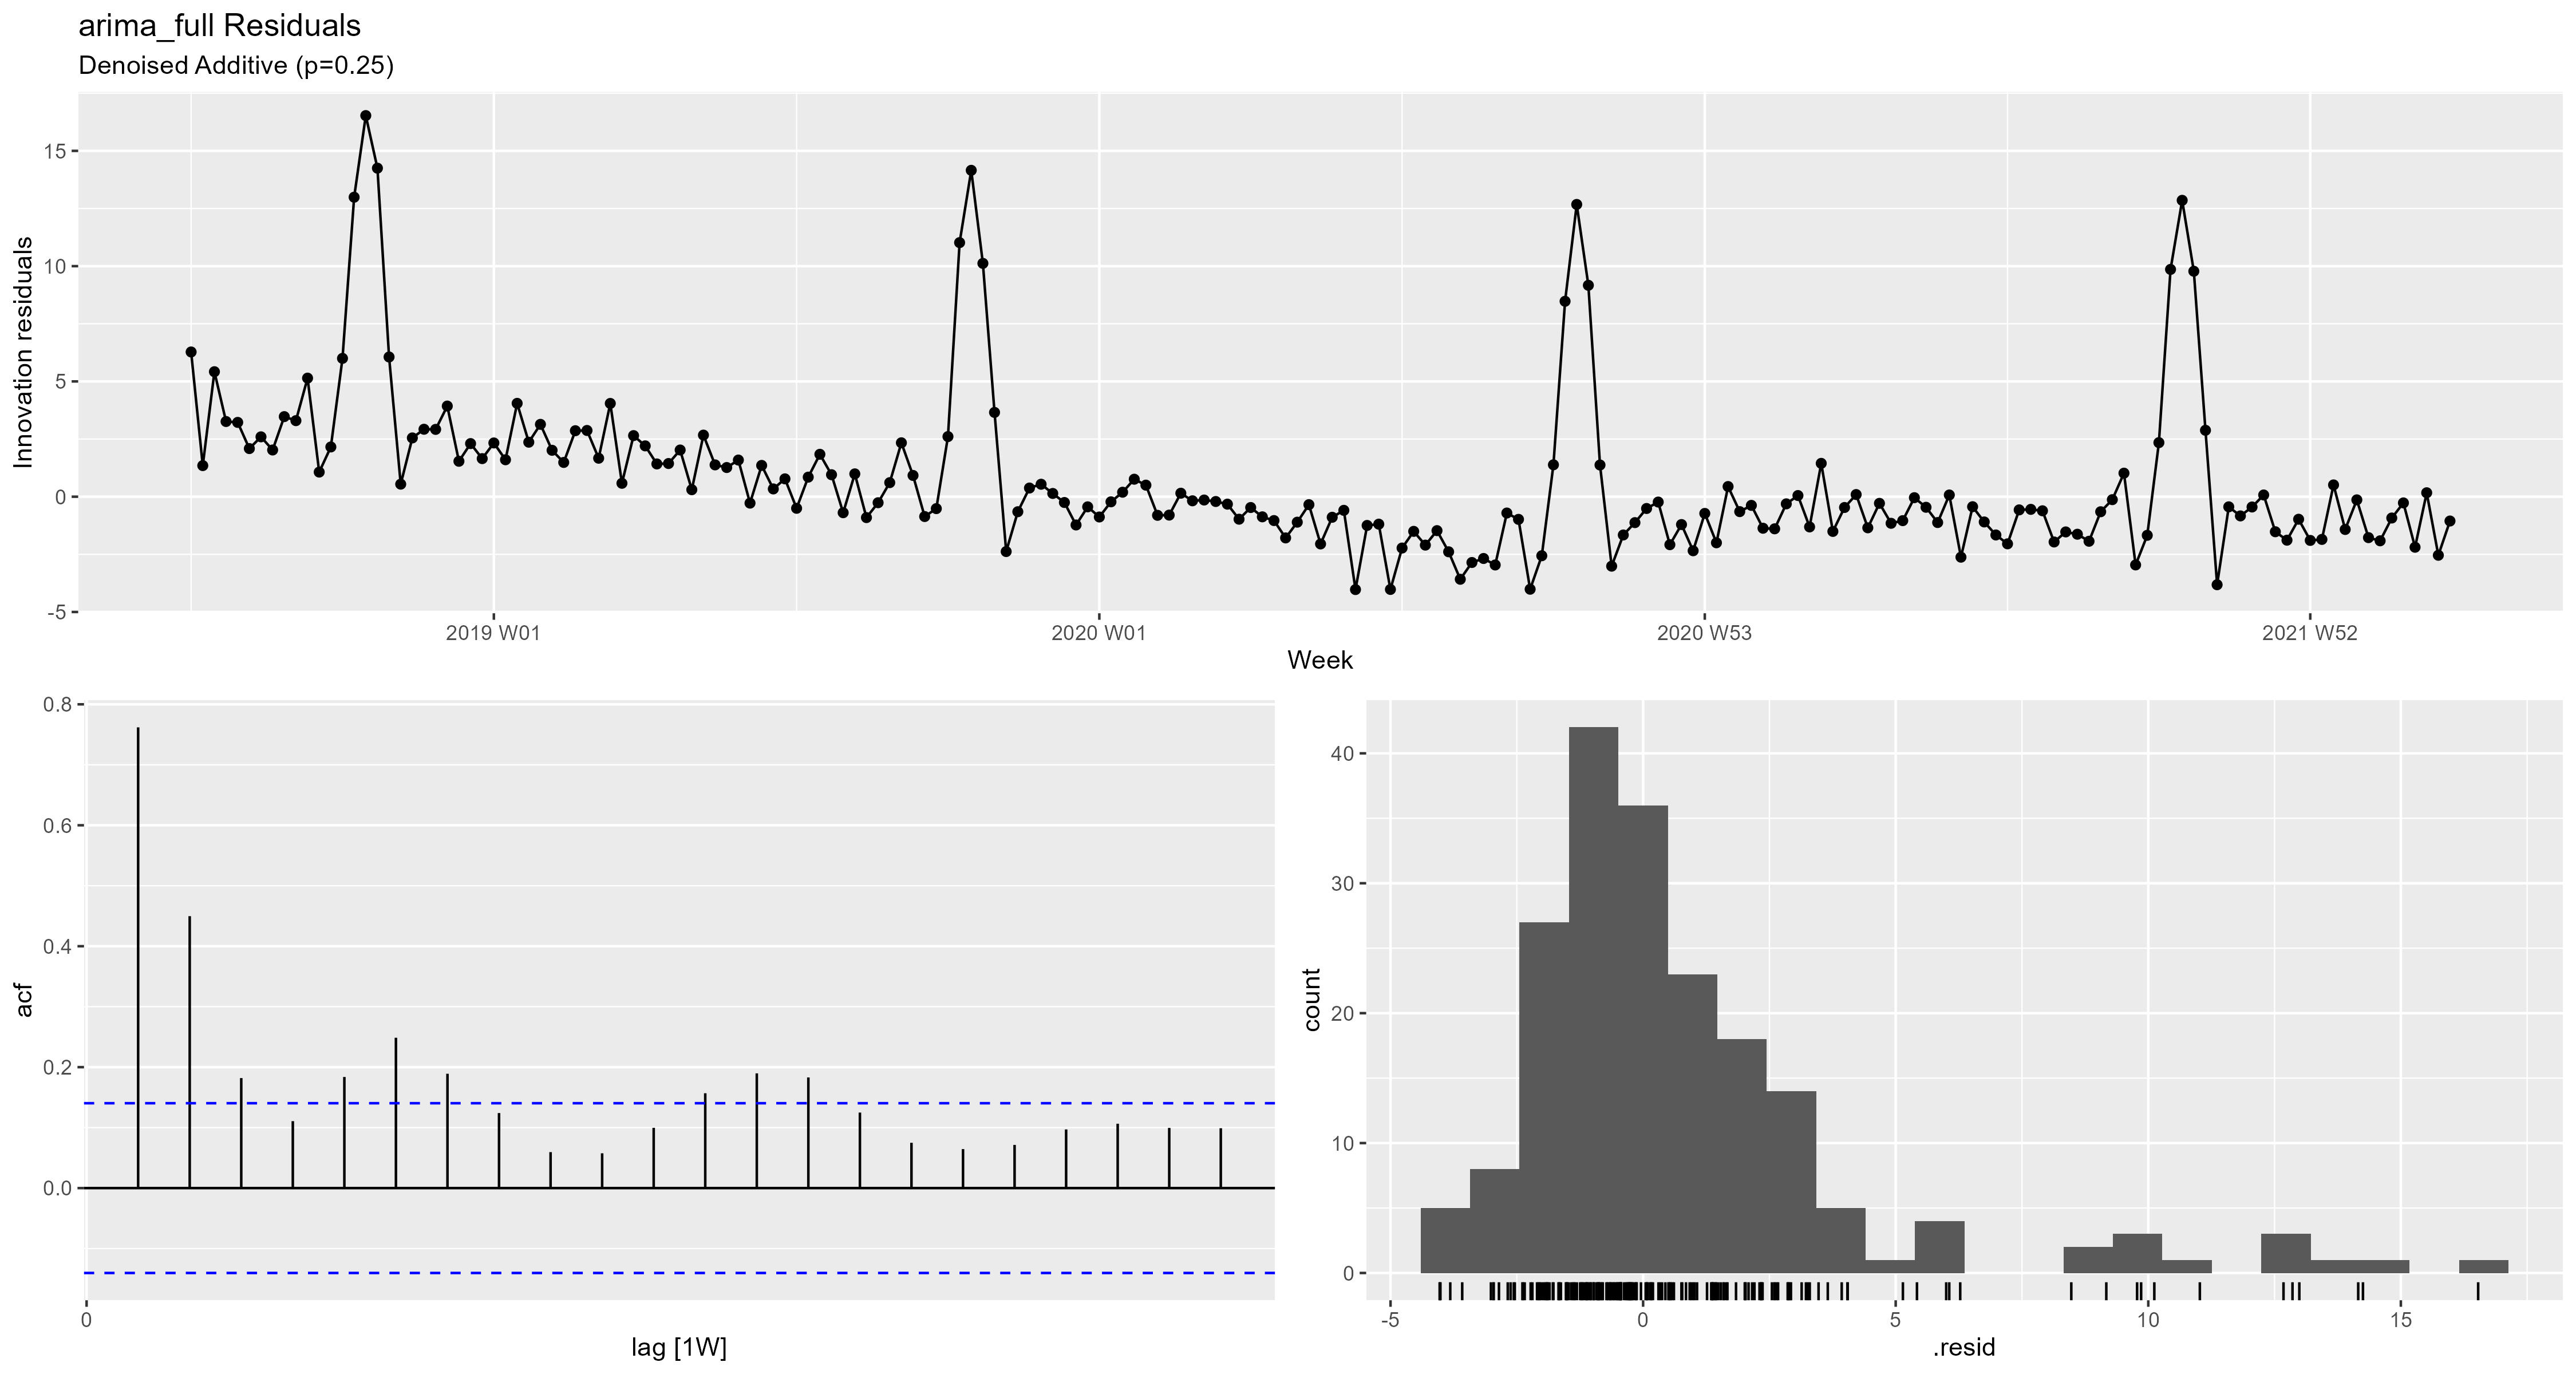 arima_full Residuals
Denoised Additive (p=0.25)
Innovation residuals
15
10
5
0
-5
2019 W01
2020 W01
2020 W53
2021 W52
Week
acf
0.8
0.6
0.4
0.2
0.0
0
lag [1W]
count
40
30
20
10
0
-5
0
5
10
15
.resid